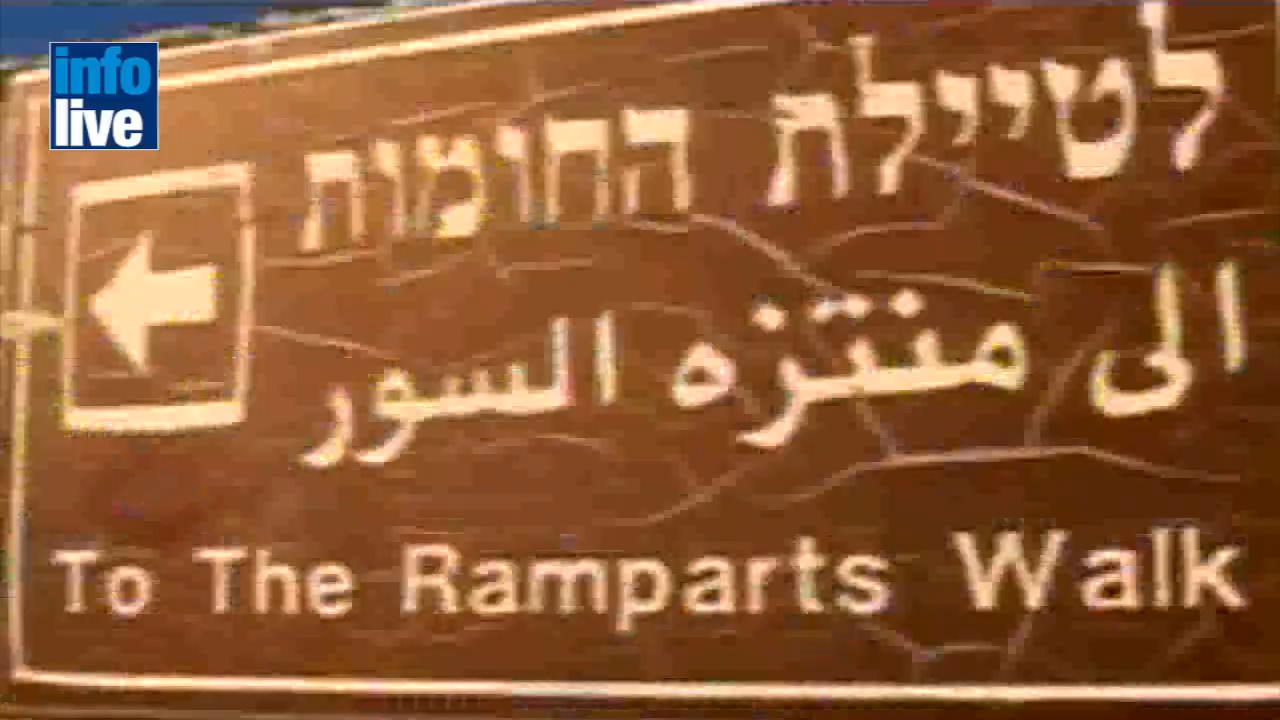 info
live
לטיילת החומות
الى منتزه السور
To The Ramparts Walk